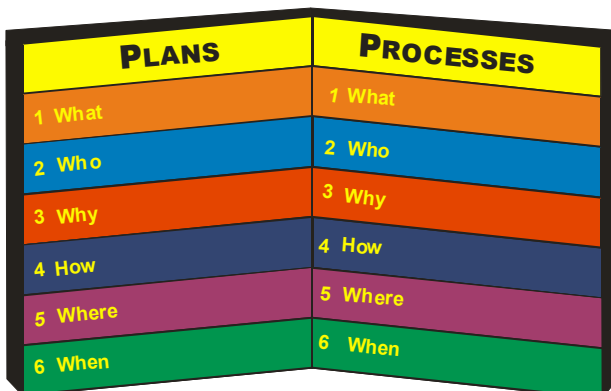 PLANS
1 What
2 Who
3 Why
4 How
5 Where
6 When
PROCESSES
1 What
2 Who
3 Why
4 How
5 Where
6 When